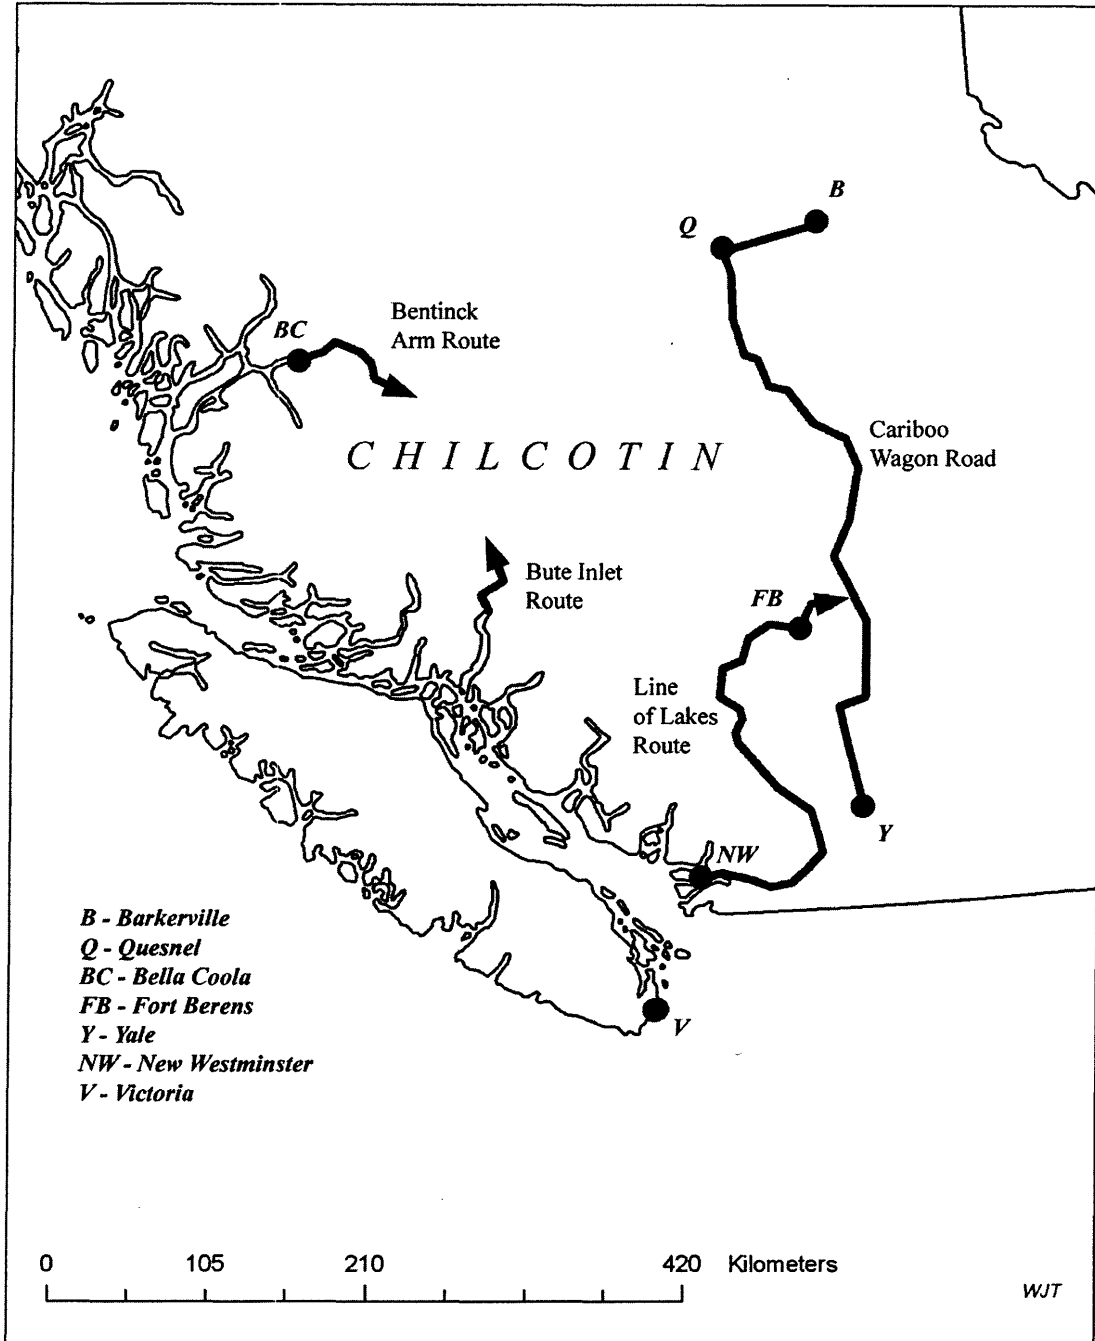 B
Q
Bentinck
Arm Route
BC
Cariboo
Wagon Road
CHILCOTIN
Bute Inlet
Route
FB
Line
of Lakes
Route
Y
NW
B - Barkerville
Q - Quesnel
BC - Bella Coola
FB - Fort Berens
Y - Yale
NW - New Westminster
V - Victoria
V
0 105 210 420 Kilometers
WJT